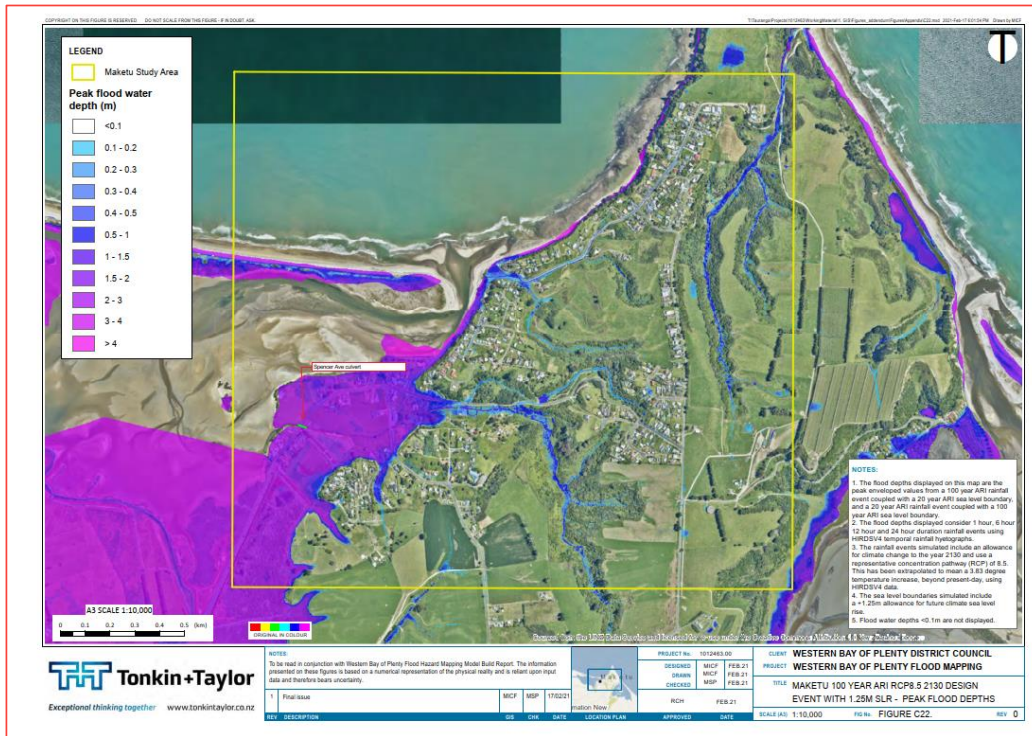 COPYRIGHT ON THIS FIGURE IS RESERVED DO NOT SCALE FROM THIS FIGURE - IF IN DOUBT, ASK.
LEGEND
Maketu Study Area
Peak flood water
depth (m)
<0.1
0.1 - 0.2
0.2 - 0.3
0.3 - 0.4
0.4 - 0.5
0.5 - 1
1 - 1.5
1.5 - 2
2 - 3
3 - 4
> 4
T
Spencer Ave culvert
NOTES:
1. The flood depths displayed on this map are the
peak enveloped values from a 100 year ARI rainfall
event coupled with a 20 year ARI sea level boundary,
and a 20 year ARI rainfall event coupled with a 100
year ARI sea level boundary.
2. The flood depths displayed consider 1 hour, 6 hour
12 hour and 24 hour duration rainfall events using
HIRDSV4 temporal rainfall hyetographs.
3. The rainfall events simulated include an allowance
for climate change to the year 2130 and use a
representative concentration pathway (RCP) of 8.5.
This has been extrapolated to mean a 3.83 degree
temperature increase, beyond present-day, using
HIRDSV4 data.
4. The sea level boundaries simulated include
a +1.25m allowance for future climate sea level
rise.
5. Flood water depths <0.1m are not displayed.
A3 SCALE 1:10,000
0 0.1 0.2 0.3 0.4 0.5 (km)
ORIGINAL IN COLOUR
Tonkin+Taylor
Exceptional thinking together www.tonkintaylor.co.nz
NOTES:
To be read in conjunction with Western Bay of Plenty Flood Hazard Mapping Model Build Report. The information
presented on these figures is based on a numerical representation of the physical reality and is reliant upon input
data and therefore bears uncertainty.
1 Final issue MICF MSP 17/02/21
REV DESCRIPTION GIS CHK DATE
LOCATION PLAN
PROJECT No. 1012463.00
DESIGNED MICF FEB.21
DRAWN MICF FEB.21
CHECKED MSP FEB.21
RCH FEB.21
APPROVED DATE
CLIENT WESTERN BAY OF PLENTY DISTRICT COUNCIL
PROJECT WESTERN BAY OF PLENTY FLOOD MAPPING
TITLE MAKETU 100 YEAR ARI RCP8.5 2130 DESIGN
EVENT WITH 1.25M SLR - PEAK FLOOD DEPTHS
SCALE (A3) 1:10,000 FIG No. FIGURE C22. REV 0